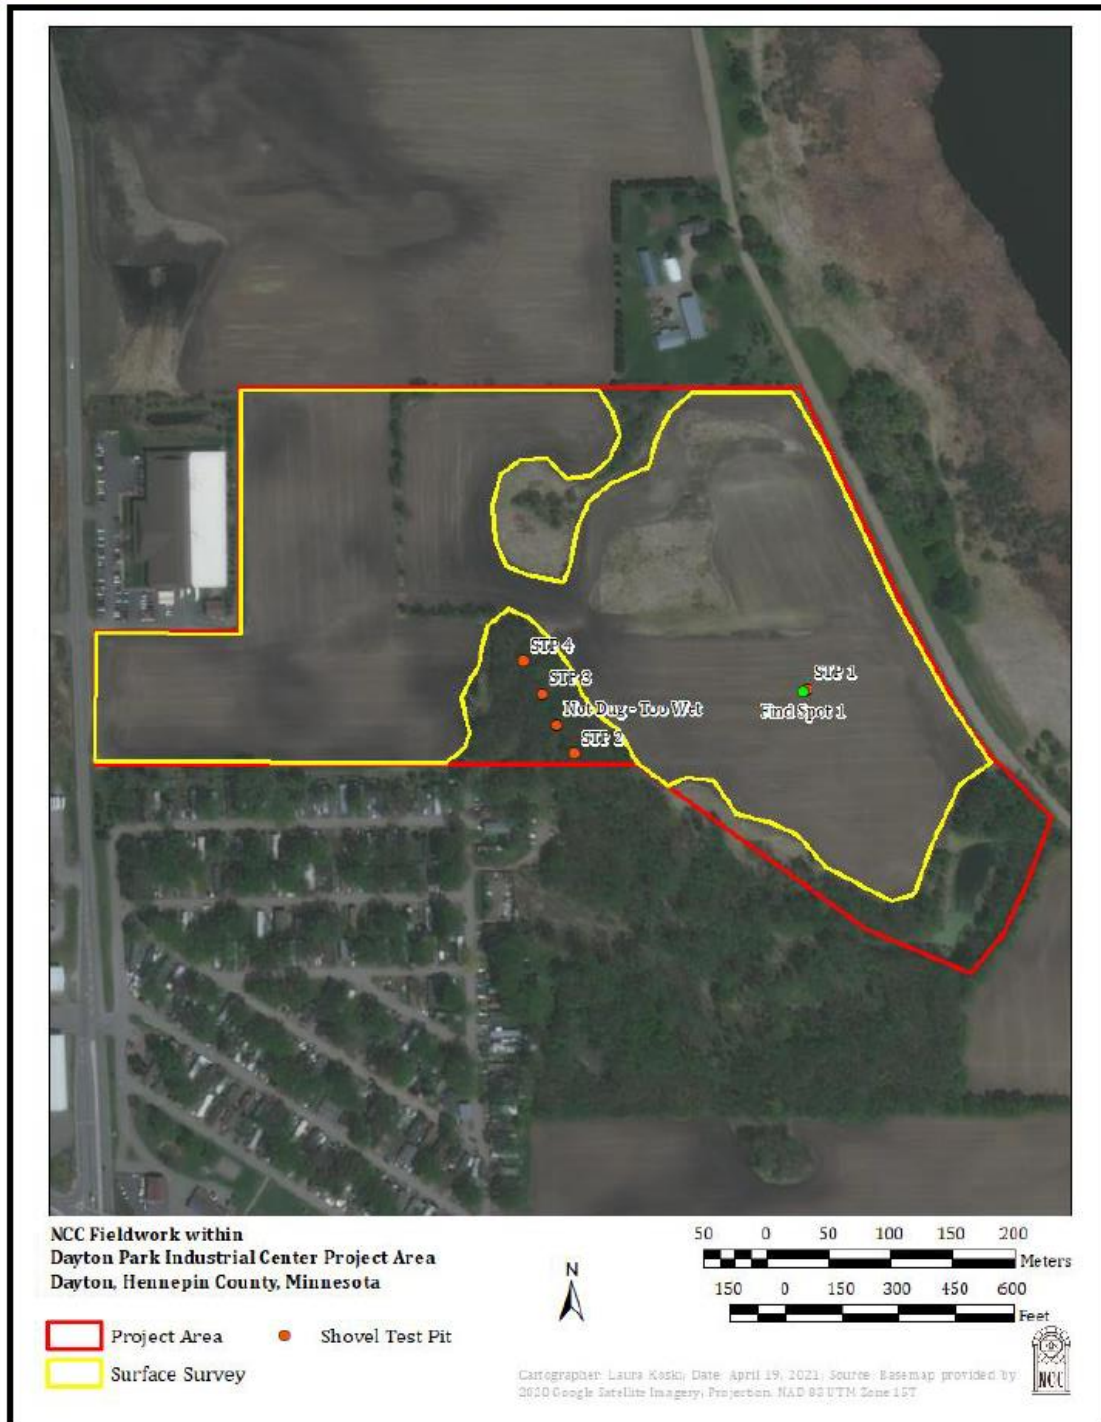 STP 4
STP 3
STP 1
Not Dug - Too Wet
Find Spot 1
STP 2
NCC Fieldwork within
Dayton Park Industrial Center Project Area
Dayton, Hennepin County, Minnesota
Project Area
Shovel Test Pit
Surface Survey
N
50 0 50 100 150 200
Meters
150 0 150 300 450 600
Feet
Cartographer: Laura Koski; Date: April 19, 2021; Source: Basemap provided by
2020 Google Satellite Imagery; Projection: NAD 83 UTM Zone 15T
NCC